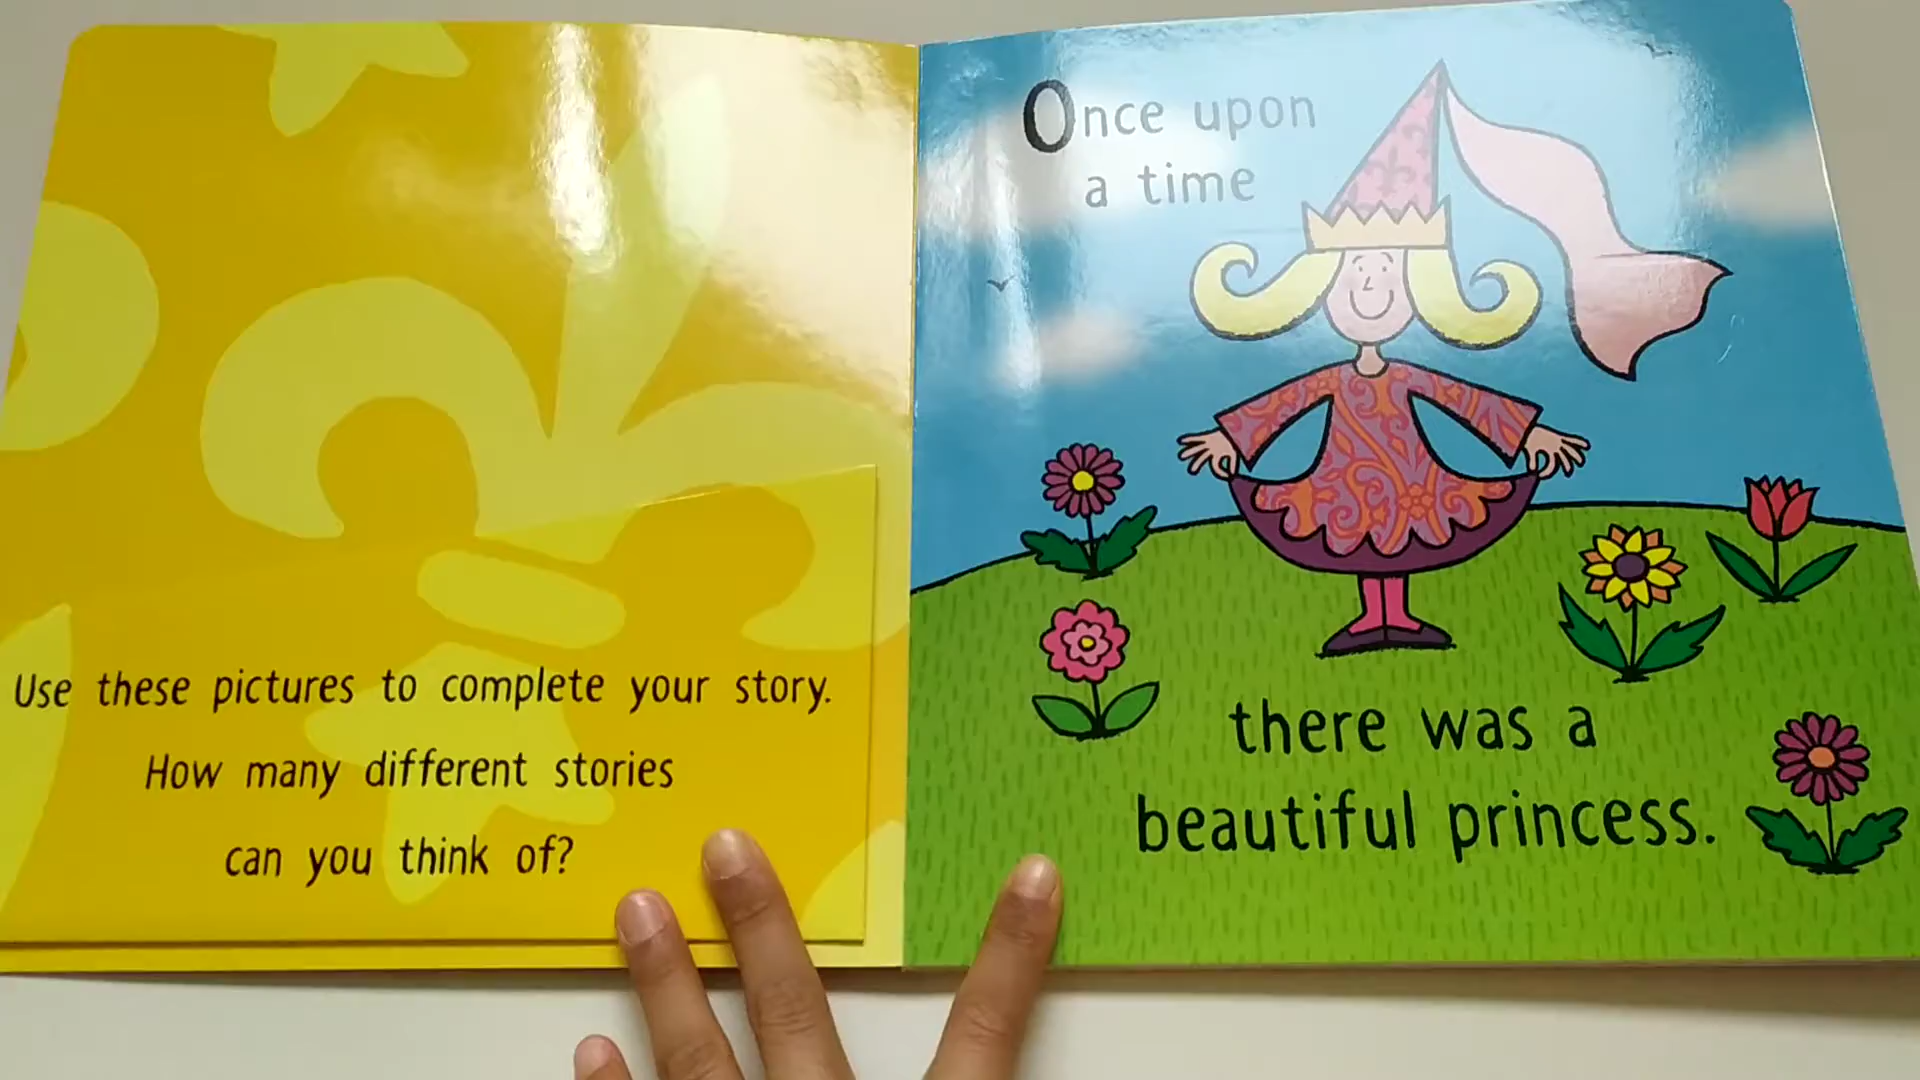 Use these pictures to complete your story.
How many different stories
can you think of?
Once upon
a time
there was a
beautiful princess.